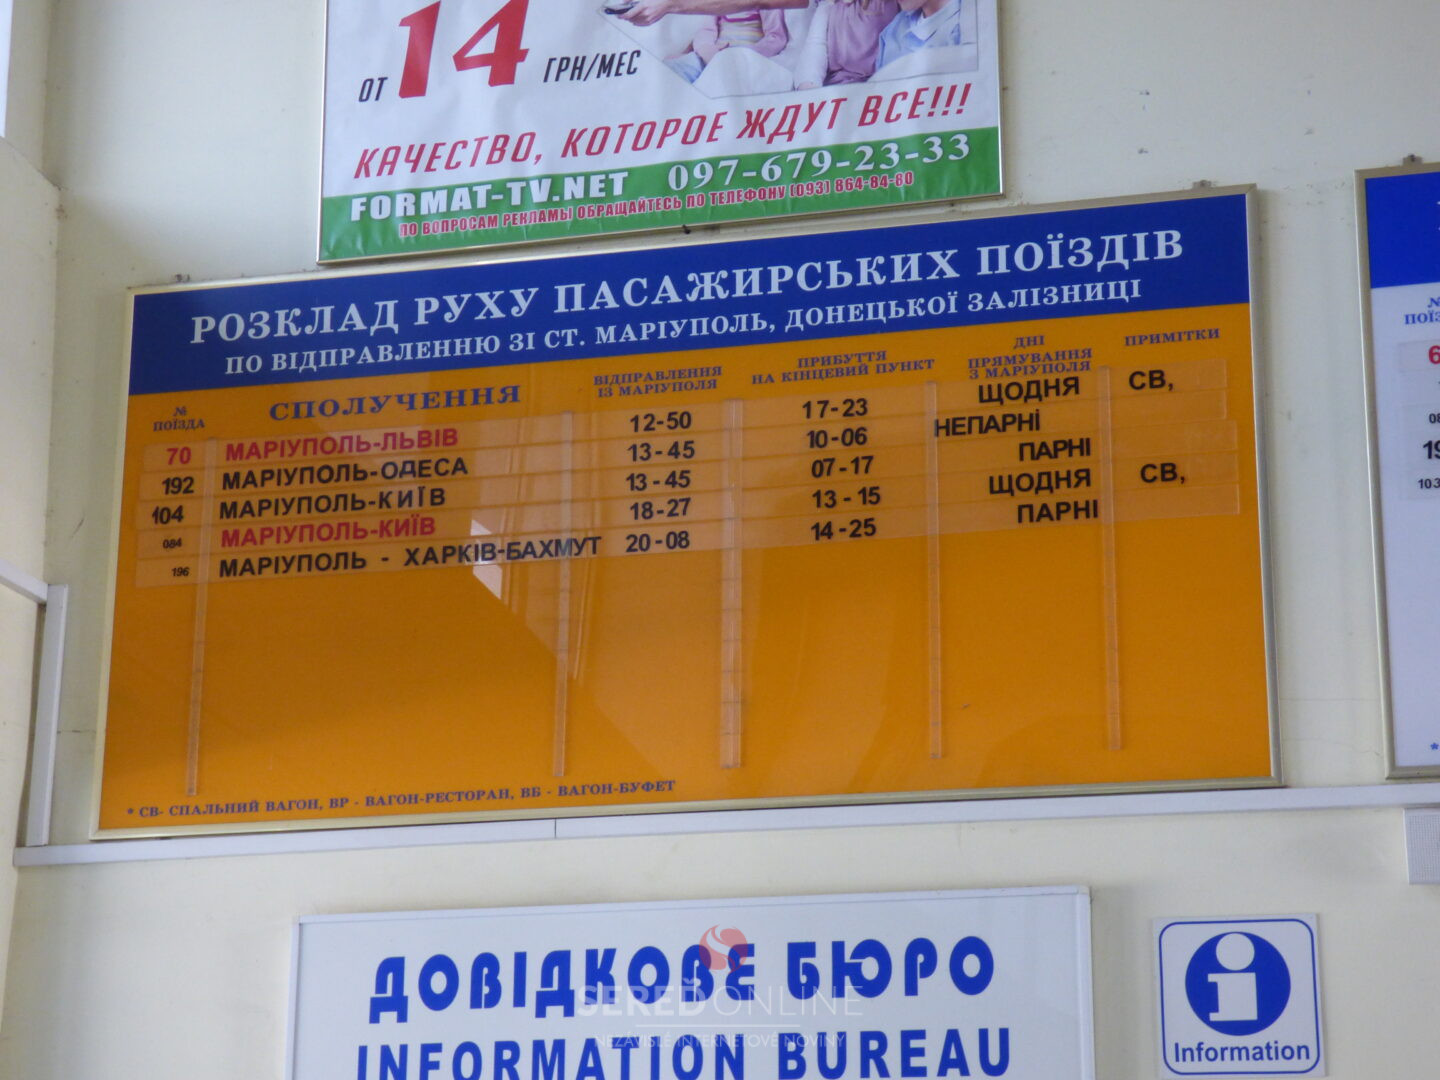 ОТ 14 ГРН/МЕС
КАЧЕСТВО, КОТОРОЕ ЖДУТ ВСЕ!!!
FORMAT-TV.NET 097-679-23-33
ПО ВОПРОСАМ РЕКЛАМЫ ОБРАЩАЙТЕСЬ ПО ТЕЛЕФОНУ (093) 864-84-80
РОЗКЛАД РУХУ ПАСАЖИРСЬКИХ ПОЇЗДІВ
ПО ВІДПРАВЛЕННЮ ЗІ СТ. МАРІУПОЛЬ, ДОНЕЦЬКОЇ ЗАЛІЗНИЦІ
№ ПОЇЗДА СПОЛУЧЕННЯ ВІДПРАВЛЕННЯ ІЗ МАРІУПОЛЯ ПРИБУТТЯ НА КІНЦЕВИЙ ПУНКТ ДНІ ПРЯМУВАННЯ З МАРІУПОЛЯ ПРИМІТКИ
70 МАРІУПОЛЬ-ЛЬВІВ 12-50 17-23 ЩОДНЯ СВ,
192 МАРІУПОЛЬ-ОДЕСА 13-45 10-06 НЕПАРНІ
104 МАРІУПОЛЬ-КИЇВ 13-45 07-17 ПАРНІ
084 МАРІУПОЛЬ-КИЇВ 18-27 13-15 ЩОДНЯ СВ,
196 МАРІУПОЛЬ - ХАРКІВ-БАХМУТ 20-08 14-25 ПАРНІ
* СВ- СПАЛЬНИЙ ВАГОН, ВР - ВАГОН-РЕСТОРАН, ВБ - ВАГОН-БУФЕТ
ДОВІДКОВЕ БЮРО
INFORMATION BUREAU
i
Information
SEREĎONLINE
NEZÁVISLÉ INTERNETOVÉ NOVINY